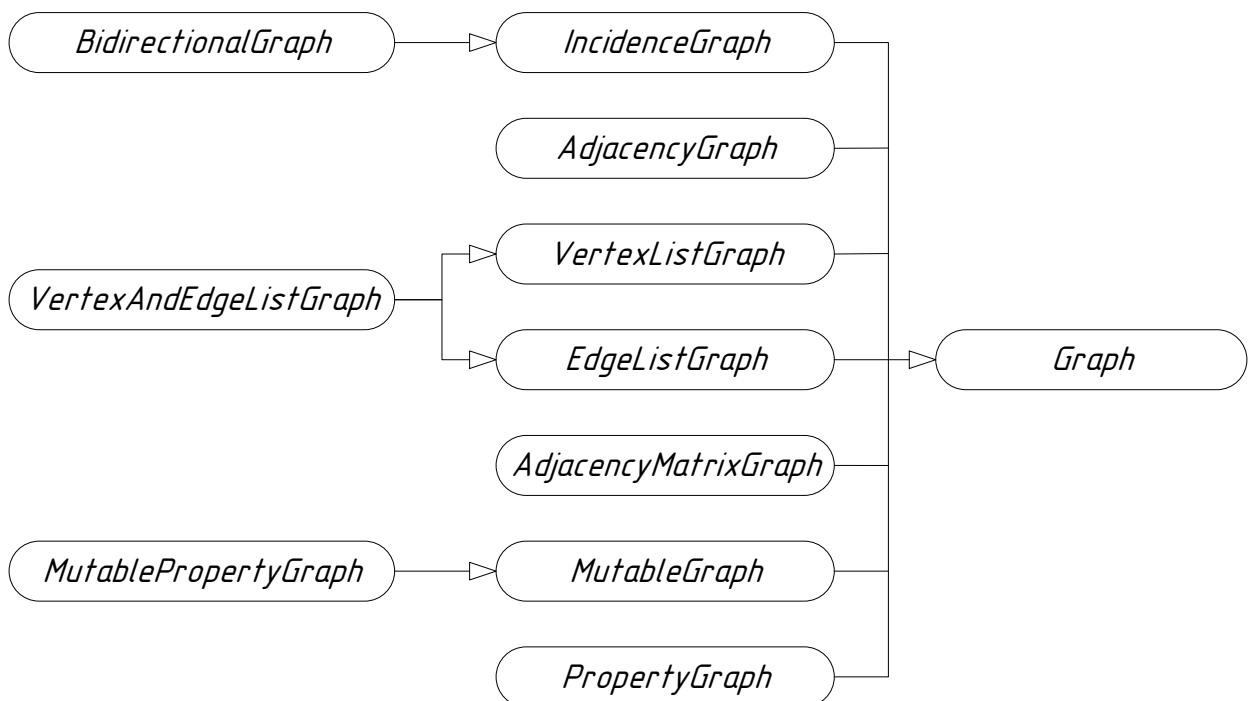 BidirectionalGraph
IncidenceGraph
AdjacencyGraph
VertexListGraph
VertexAndEdgeListGraph
EdgeListGraph
Graph
AdjacencyMatrixGraph
MutablePropertyGraph
MutableGraph
PropertyGraph